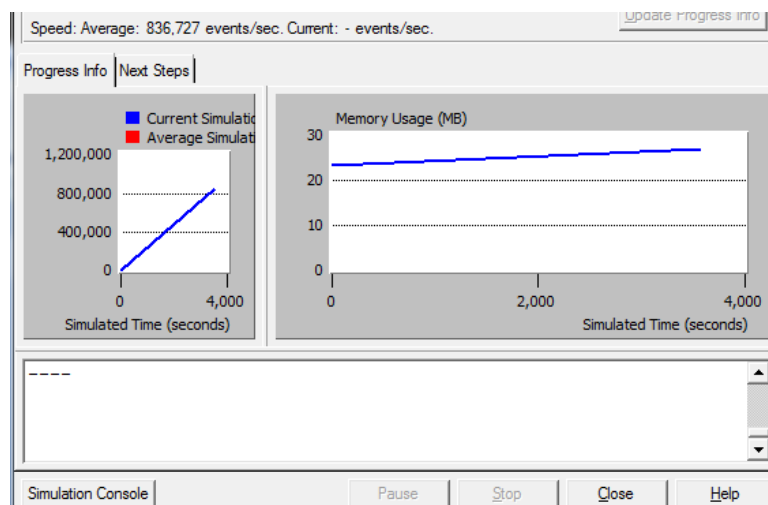 Update Progress Info
Speed: Average: 836,727 events/sec. Current: - events/sec.
Progress Info
Next Steps
Current Simulatic
Average Simulati
1,200,000
800,000
400,000
0
0
4,000
Simulated Time (seconds)
Memory Usage (MB)
30
20
10
0
0
2,000
4,000
Simulated Time (seconds)
----
Simulation Console
Pause
Stop
Close
Help